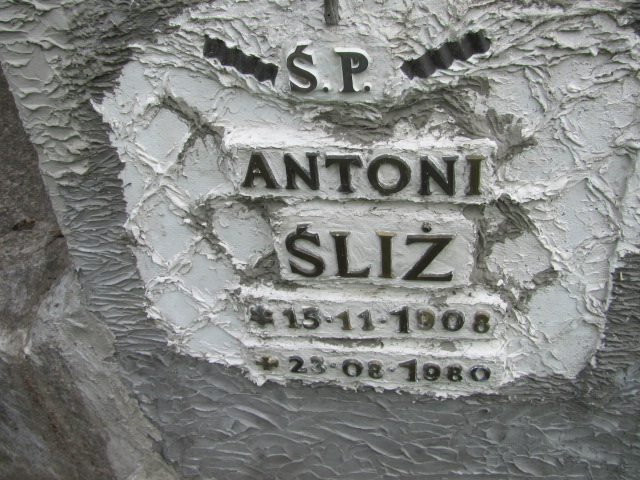 Ś.P.
ANTONI
ŚLIŻ
* 15-11-1908
+ 23-08-1980